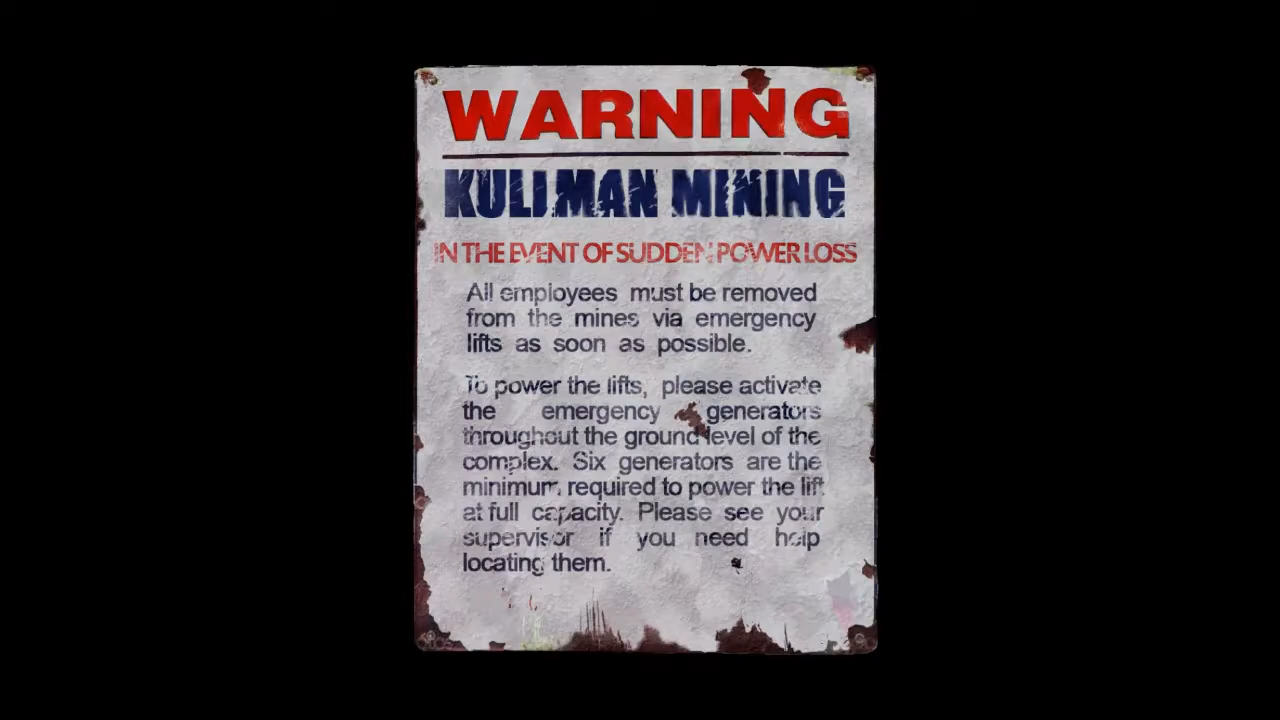 WARNING
KULLMAN MINING
IN THE EVENT OF SUDDEN POWER LOSS
All employees must be removed
from the mines via emergency
lifts as soon as possible.
To power the lifts, please activate
the emergency generators
throughout the ground level of the
complex. Six generators are the
minimum required to power the lift
at full capacity. Please see your
supervisor if you need help
locating them.